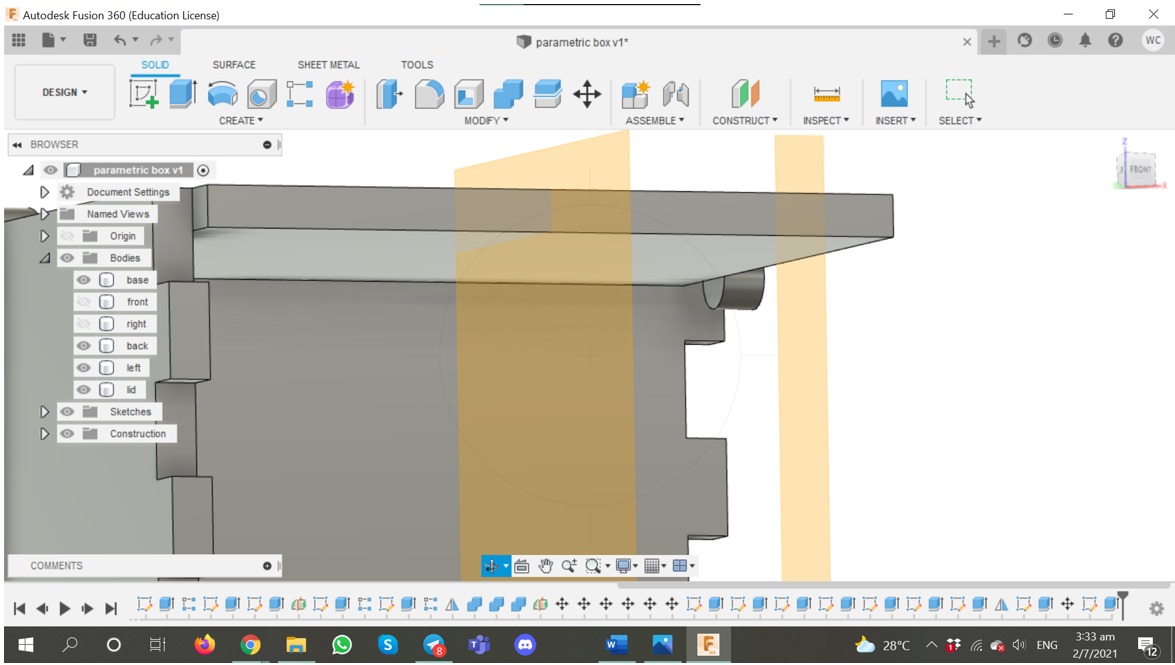 Autodesk Fusion 360 (Education License)
parametric box v1*
WC
SOLID SURFACE SHEET METAL TOOLS
DESIGN
CREATE MODIFY ASSEMBLE CONSTRUCT INSPECT INSERT SELECT
BROWSER
parametric box v1
Document Settings
Named Views
Origin
Bodies
base
front
right
back
left
lid
Sketches
Construction
Z
FRONT
X
COMMENTS
8
28°C
1
ENG
3:33 am
2/7/2021
12